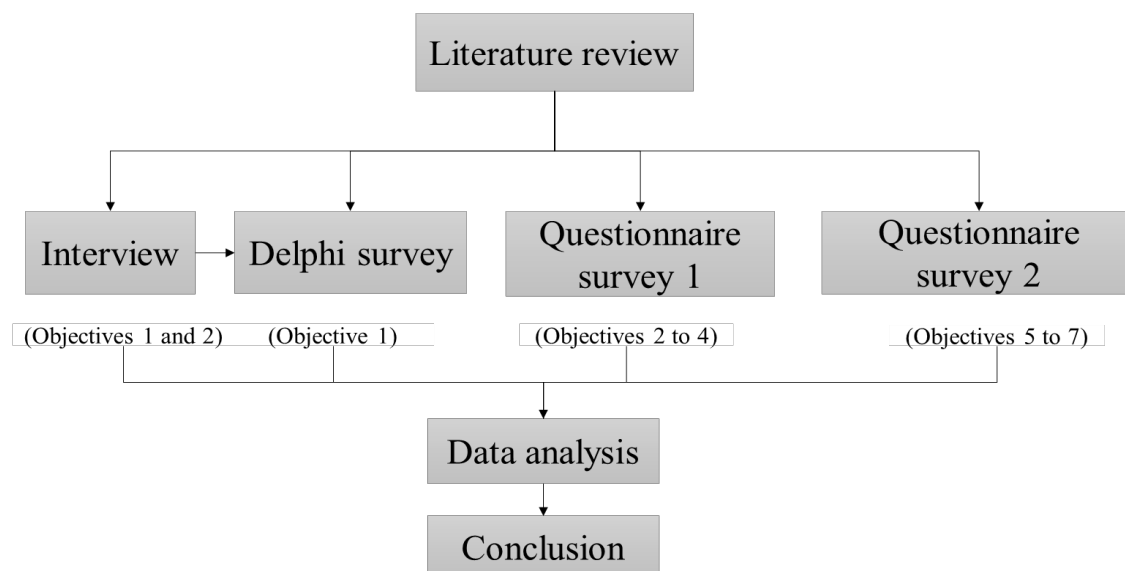 Literature review
Interview
Delphi survey
Questionnaire
survey 1
Questionnaire
survey 2
(Objectives 1 and 2)
(Objective 1)
(Objectives 2 to 4)
(Objectives 5 to 7)
Data analysis
Conclusion